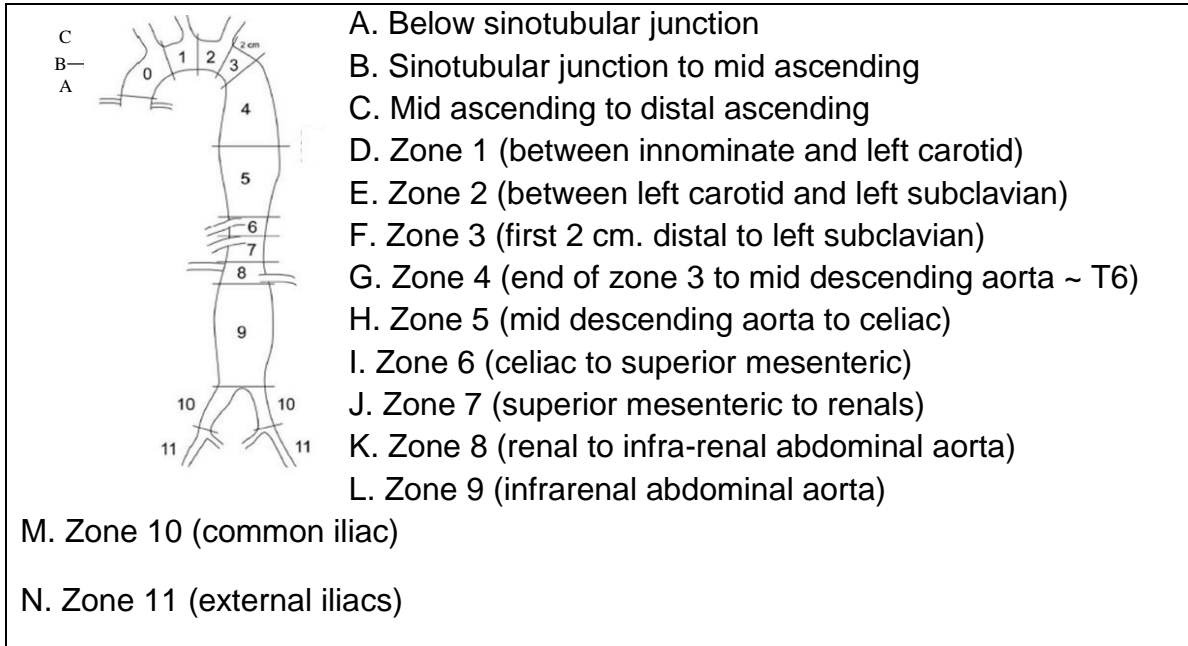 C
B—
A
0
1
2
2 cm
3
4
5
6
7
8
9
10
10
11
11
A. Below sinotubular junction
B. Sinotubular junction to mid ascending
C. Mid ascending to distal ascending
D. Zone 1 (between innominate and left carotid)
E. Zone 2 (between left carotid and left subclavian)
F. Zone 3 (first 2 cm. distal to left subclavian)
G. Zone 4 (end of zone 3 to mid descending aorta ~ T6)
H. Zone 5 (mid descending aorta to celiac)
I. Zone 6 (celiac to superior mesenteric)
J. Zone 7 (superior mesenteric to renals)
K. Zone 8 (renal to infra-renal abdominal aorta)
L. Zone 9 (infrarenal abdominal aorta)
M. Zone 10 (common iliac)
N. Zone 11 (external iliacs)